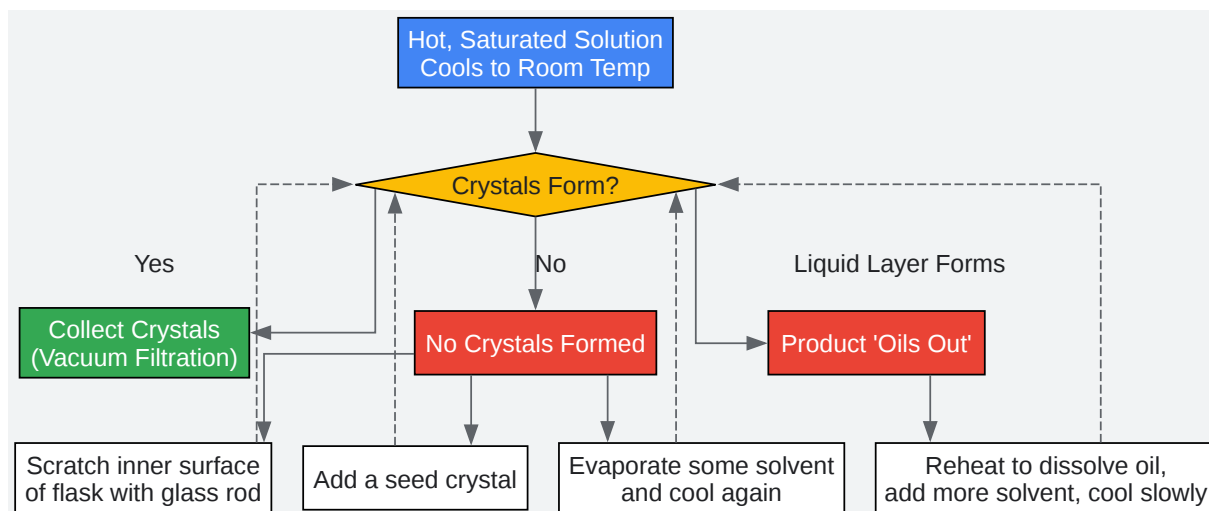 Hot, Saturated Solution
Cools to Room Temp
Crystals Form?
Yes
No
Liquid Layer Forms
Collect Crystals
(Vacuum Filtration)
No Crystals Formed
Product 'Oils Out'
Scratch inner surface
of flask with glass rod
Add a seed crystal
Evaporate some solvent
and cool again
Reheat to dissolve oil,
add more solvent, cool slowly